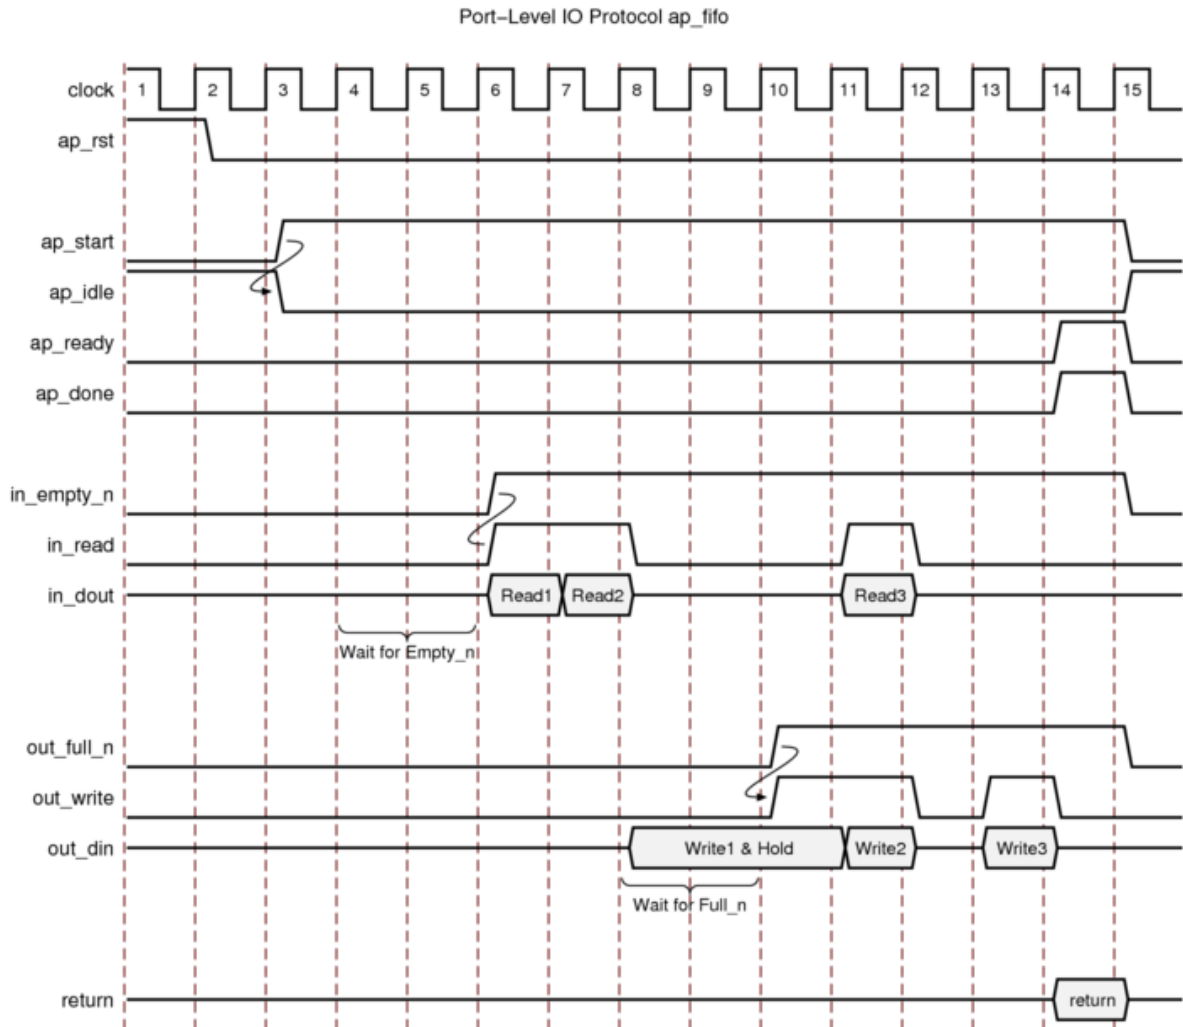 Port-Level IO Protocol ap_fifo
clock 1 2 3 4 5 6 7 8 9 10 11 12 13 14 15
ap_rst
ap_start
ap_idle
ap_ready
ap_done
in_empty_n
in_read
in_dout Read1 Read2 Read3
Wait for Empty_n
out_full_n
out_write
out_din Write1 & Hold Write2 Write3
Wait for Full_n
return return